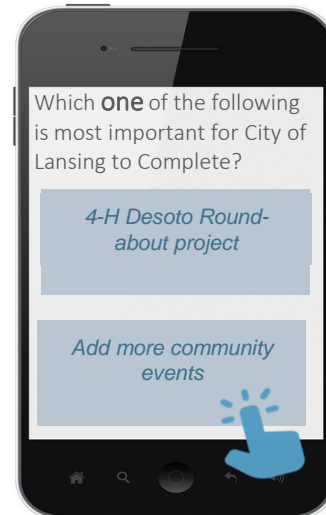 Which one of the following
is most important for City of
Lansing to Complete?
4-H Desoto Round-
about project
Add more community
events